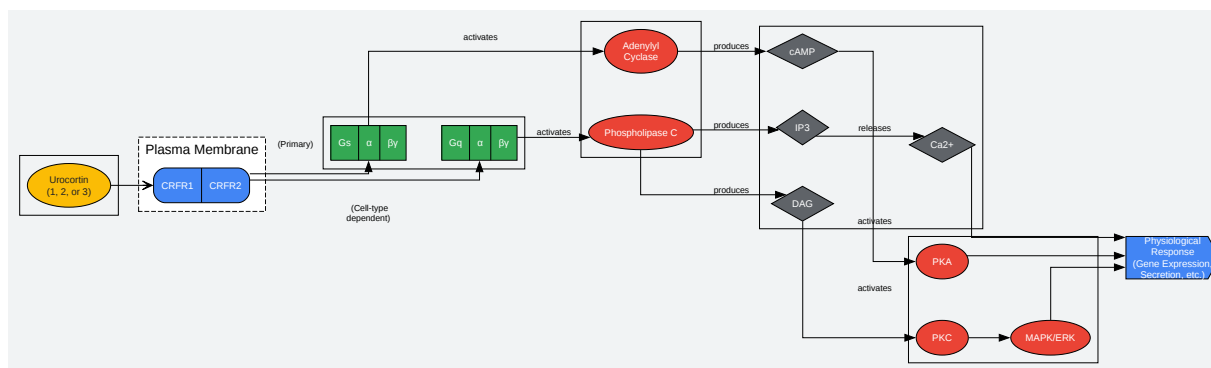 Urocortin
(1, 2, or 3)
Plasma Membrane
CRFR1
CRFR2
(Primary)
(Cell-type
dependent)
Gs
α
βγ
Gq
α
βγ
activates
activates
Adenylyl
Cyclase
Phospholipase C
produces
produces
produces
cAMP
IP3
DAG
releases
Ca2+
activates
activates
PKA
PKC
MAPK/ERK
Physiological
Response
(Gene Expression,
Secretion, etc.)